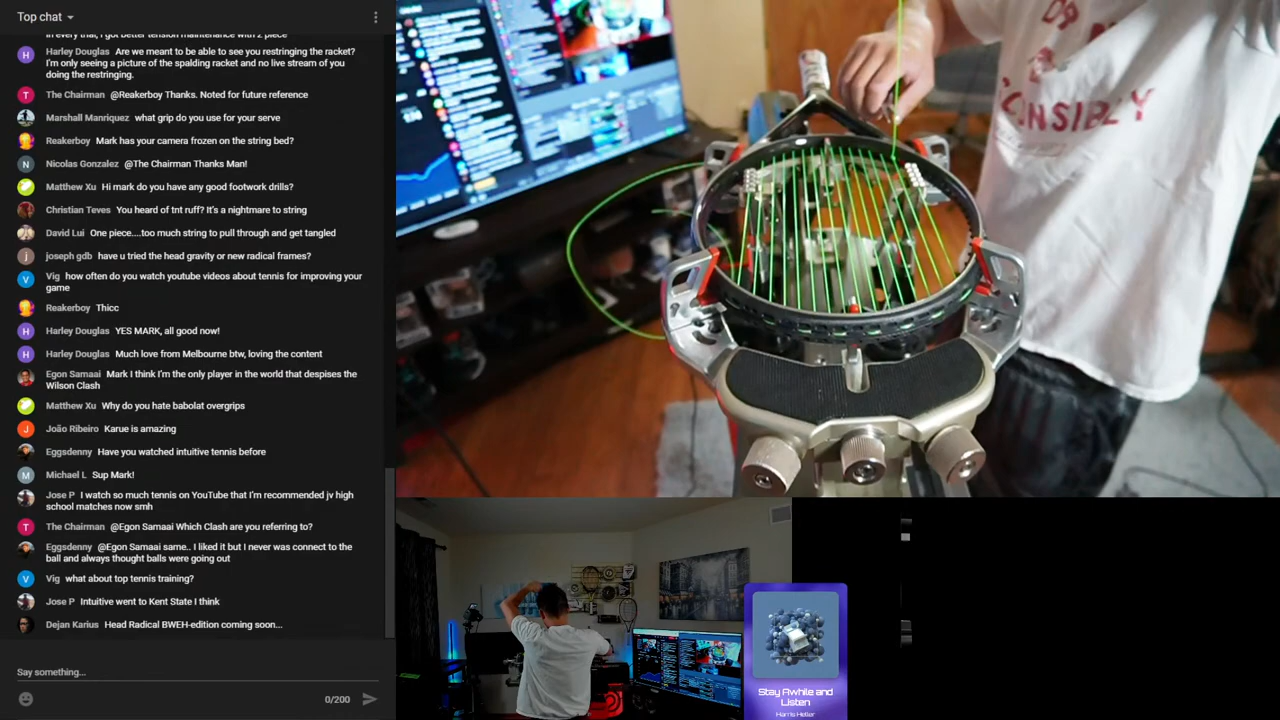 Top chat
in every trial, I got better tension maintenance with 2 piece
Harley Douglas Are we meant to be able to see you restringing the racket?
I'm only seeing a picture of the spalding racket and no live stream of you
doing the restringing.
The Chairman @Reakerboy Thanks. Noted for future reference
Marshall Manriquez what grip do you use for your serve
Reakerboy Mark has your camera frozen on the string bed?
Nicolas Gonzalez @The Chairman Thanks Man!
Matthew Xu Hi mark do you have any good footwork drills?
Christian Teves You heard of tnt ruff? It's a nightmare to string
David Lui One piece....too much string to pull through and get tangled
joseph gdb have u tried the head gravity or new radical frames?
Vig how often do you watch youtube videos about tennis for improving your
game
Reakerboy Thicc
Harley Douglas YES MARK, all good now!
Harley Douglas Much love from Melbourne btw, loving the content
Egon Samaai Mark I think I'm the only player in the world that despises the
Wilson Clash
Matthew Xu Why do you hate babolat overgrips
João Ribeiro Karue is amazing
Eggsdenny Have you watched intuitive tennis before
Michael L Sup Mark!
Jose P I watch so much tennis on YouTube that I'm recommended jv high
school matches now smh
The Chairman @Egon Samaai Which Clash are you referring to?
Eggsdenny @Egon Samaai same.. I liked it but I never was connect to the
ball and always thought balls were going out
Vig what about top tennis training?
Jose P Intuitive went to Kent State I think
Dejan Karius Head Radical BWEH-edition coming soon...
Say something...
0/200
Stay Awhile and
Listen
Harris Heller